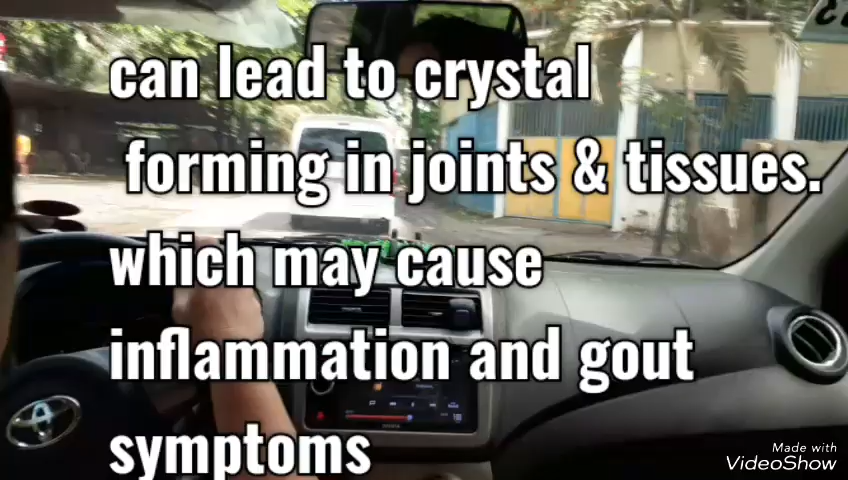 can lead to crystal
forming in joints & tissues.
which may cause
inflammation and gout
symptoms
Made with
VideoShow